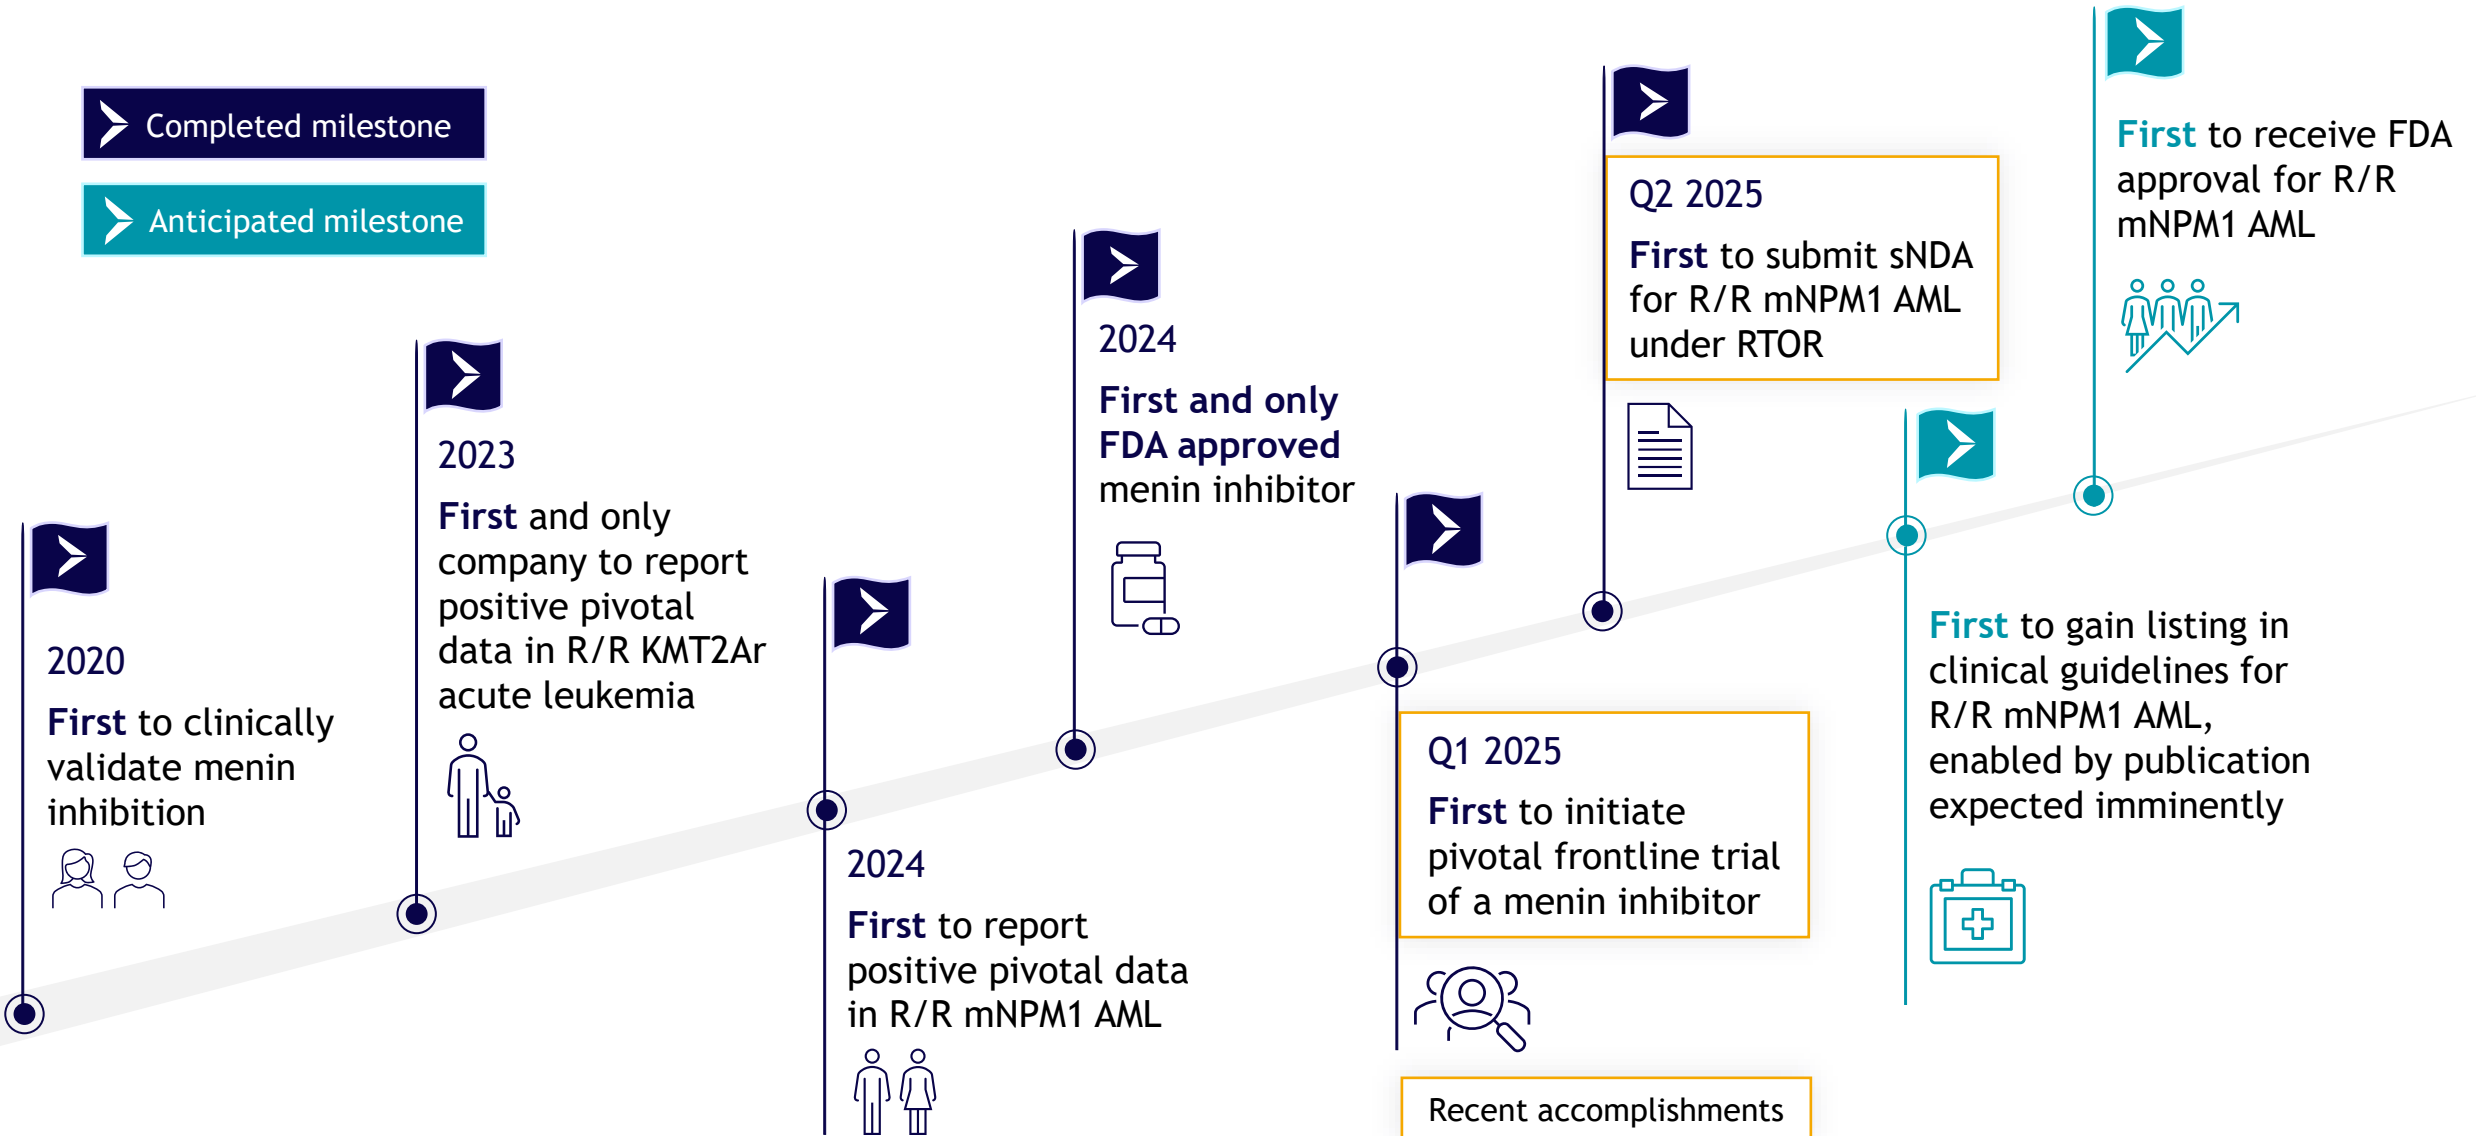 Completed milestone
Anticipated milestone
2020
First to clinically
validate menin
inhibition
2023
First and only
company to report
positive pivotal
data in R/R KMT2Ar
acute leukemia
2024
First to report
positive pivotal data
in R/R mNPM1 AML
2024
First and only
FDA approved
menin inhibitor
Q1 2025
First to initiate
pivotal frontline trial
of a menin inhibitor
Recent accomplishments
Q2 2025
First to submit sNDA
for R/R mNPM1 AML
under RTOR
First to gain listing in
clinical guidelines for
R/R mNPM1 AML,
enabled by publication
expected imminently
First to receive FDA
approval for R/R
mNPM1 AML